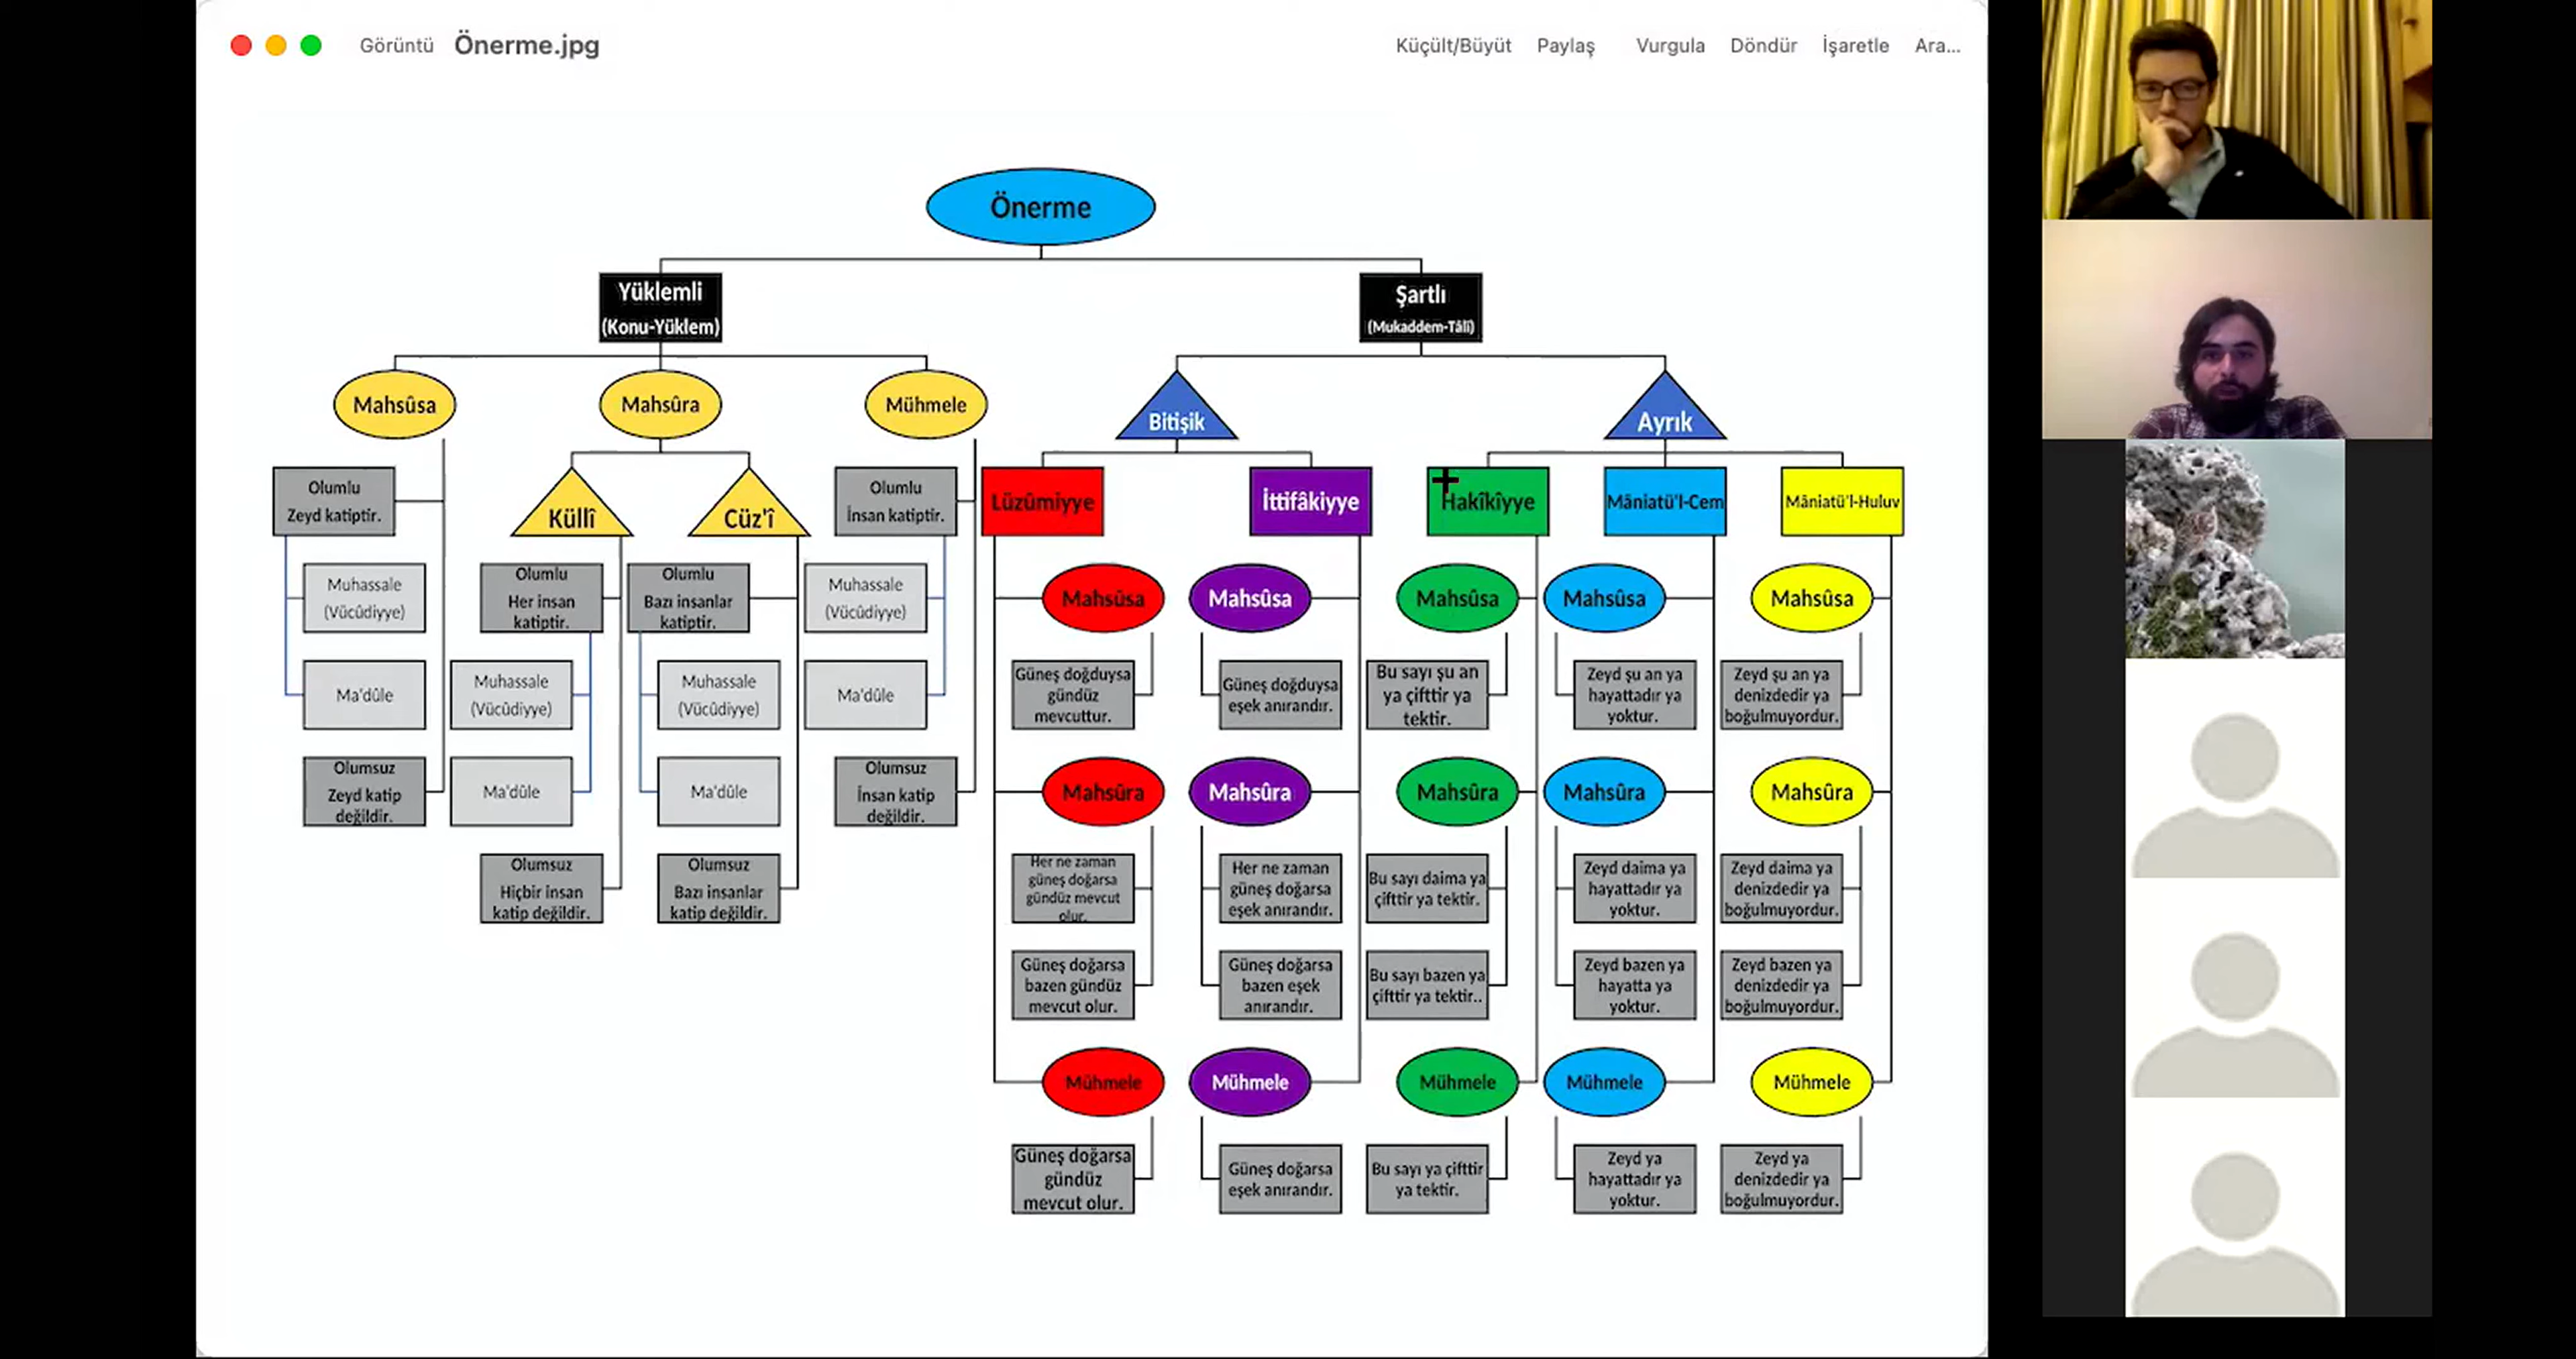 Görüntü Önerme.jpg
Küçült/Büyüt Paylaş Vurgula Döndür İşaretle Ara...
Önerme
Yüklemli
(Konu-Yüklem)
Şartlı
(Mukaddem-Tâlî)
Mahsûsa
Mahsûra
Mühmele
Bitişik
Ayrık
Olumlu
Zeyd katiptir.
Küllî
Cüz'î
Olumlu
İnsan katiptir.
Lüzûmiyye
İttifâkiyye
Hakîkîyye
Mâniatü'l-Cem
Mâniatü'l-Huluv
Muhassale
(Vücûdiyye)
Olumlu
Her insan
katiptir.
Olumlu
Bazı insanlar
katiptir.
Muhassale
(Vücûdiyye)
Mahsûsa
Mahsûsa
Mahsûsa
Mahsûsa
Mahsûsa
Ma'dûle
Muhassale
(Vücûdiyye)
Muhassale
(Vücûdiyye)
Ma'dûle
Güneş doğduysa
gündüz
mevcuttur.
Güneş doğduysa
eşek anırandır.
Bu sayı şu an
ya çifttir ya
tektir.
Zeyd şu an ya
hayattadır ya
yoktur.
Zeyd şu an ya
denizdedir ya
boğulmuyordur.
Olumsuz
Zeyd katip
değildir.
Ma'dûle
Ma'dûle
Olumsuz
İnsan katip
değildir.
Mahsûra
Mahsûra
Mahsûra
Mahsûra
Mahsûra
Olumsuz
Hiçbir insan
katip değildir.
Olumsuz
Bazı insanlar
katip değildir.
Her ne zaman
güneş doğarsa
gündüz mevcut
olur.
Her ne zaman
güneş doğarsa
eşek anırandır.
Bu sayı daima ya
çifttir ya tektir.
Zeyd daima ya
hayattadır ya
yoktur.
Zeyd daima ya
denizdedir ya
boğulmuyordur.
Güneş doğarsa
bazen gündüz
mevcut olur.
Güneş doğarsa
bazen eşek
anırandır.
Bu sayı bazen ya
çifttir ya tektir..
Zeyd bazen ya
hayatta ya
yoktur.
Zeyd bazen ya
denizdedir ya
boğulmuyordur.
Mühmele
Mühmele
Mühmele
Mühmele
Mühmele
Güneş doğarsa
gündüz
mevcut olur.
Güneş doğarsa
eşek anırandır.
Bu sayı ya çifttir
ya tektir.
Zeyd ya
hayattadır ya
yoktur.
Zeyd ya
denizdedir ya
boğulmuyordur.